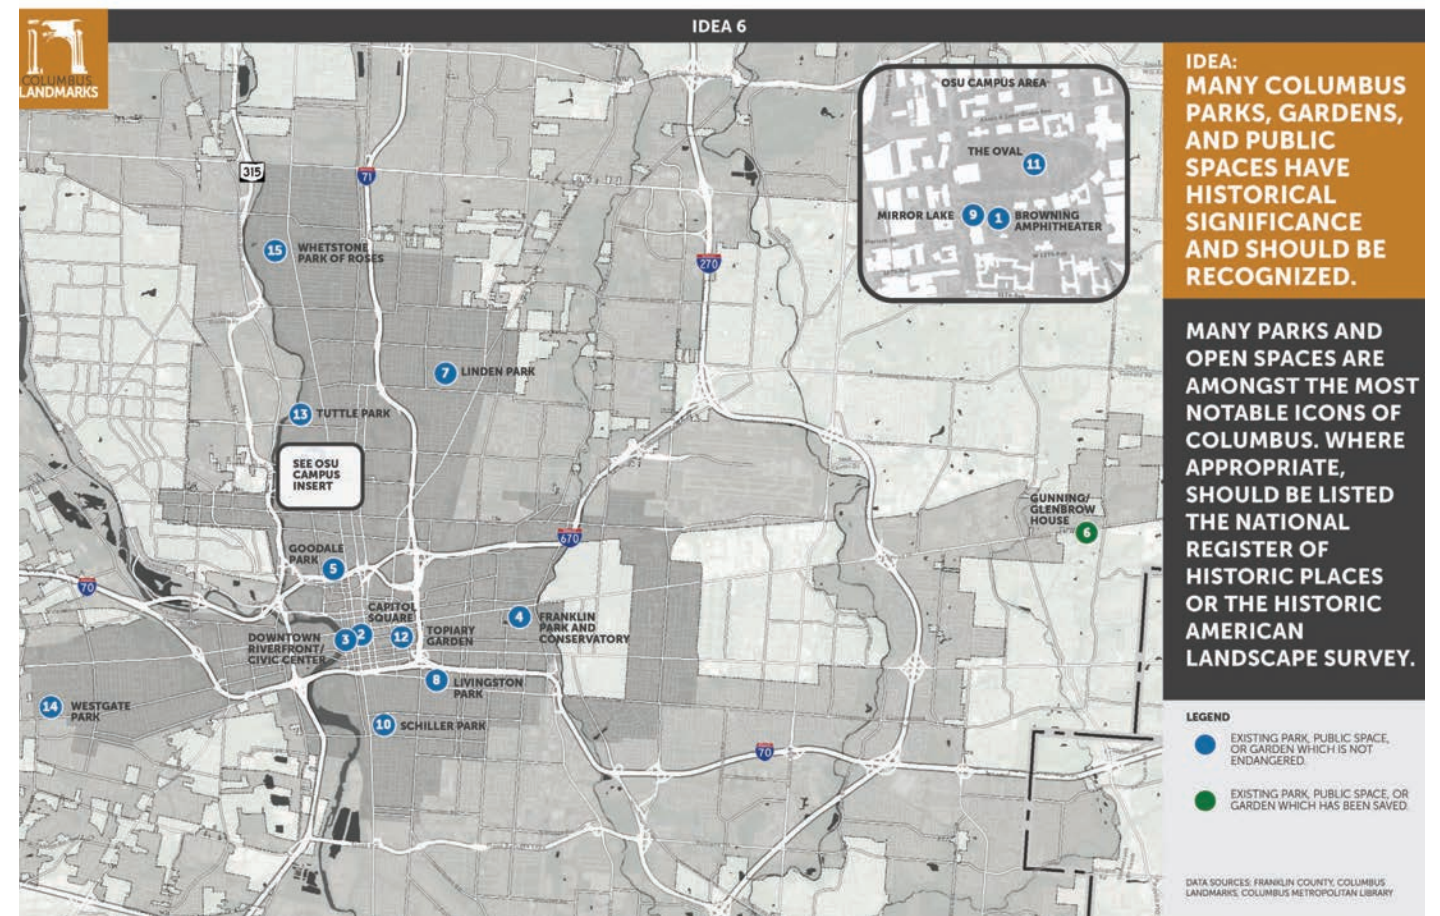 COLUMBUS
LANDMARKS
IDEA 6
IDEA:
MANY COLUMBUS
PARKS, GARDENS,
AND PUBLIC
SPACES HAVE
HISTORICAL
SIGNIFICANCE
AND SHOULD BE
RECOGNIZED.
MANY PARKS AND
OPEN SPACES ARE
AMONGST THE MOST
NOTABLE ICONS OF
COLUMBUS. WHERE
APPROPRIATE,
SHOULD BE LISTED
THE NATIONAL
REGISTER OF
HISTORIC PLACES
OR THE HISTORIC
AMERICAN
LANDSCAPE SURVEY.
LEGEND
EXISTING PARK, PUBLIC SPACE,
OR GARDEN WHICH IS NOT
ENDANGERED.
EXISTING PARK, PUBLIC SPACE, OR
GARDEN WHICH HAS BEEN SAVED.
DATA SOURCES: FRANKLIN COUNTY, COLUMBUS
LANDMARKS, COLUMBUS METROPOLITAN LIBRARY
OSU CAMPUS AREA
THE OVAL
11
MIRROR LAKE 9 1 BROWNING
AMPHITHEATER
315
71
270
15 WHETSTONE
PARK OF ROSES
7 LINDEN PARK
13 TUTTLE PARK
SEE OSU
CAMPUS
INSERT
GUNNING/
GLENBROW
HOUSE
6
670
GOODALE
PARK
5
70
CAPITOL
SQUARE
2
DOWNTOWN
RIVERFRONT/
CIVIC CENTER
3
12 TOPIARY
GARDEN
4 FRANKLIN
PARK AND
CONSERVATORY
8 LIVINGSTON
PARK
14 WESTGATE
PARK
10 SCHILLER PARK
70